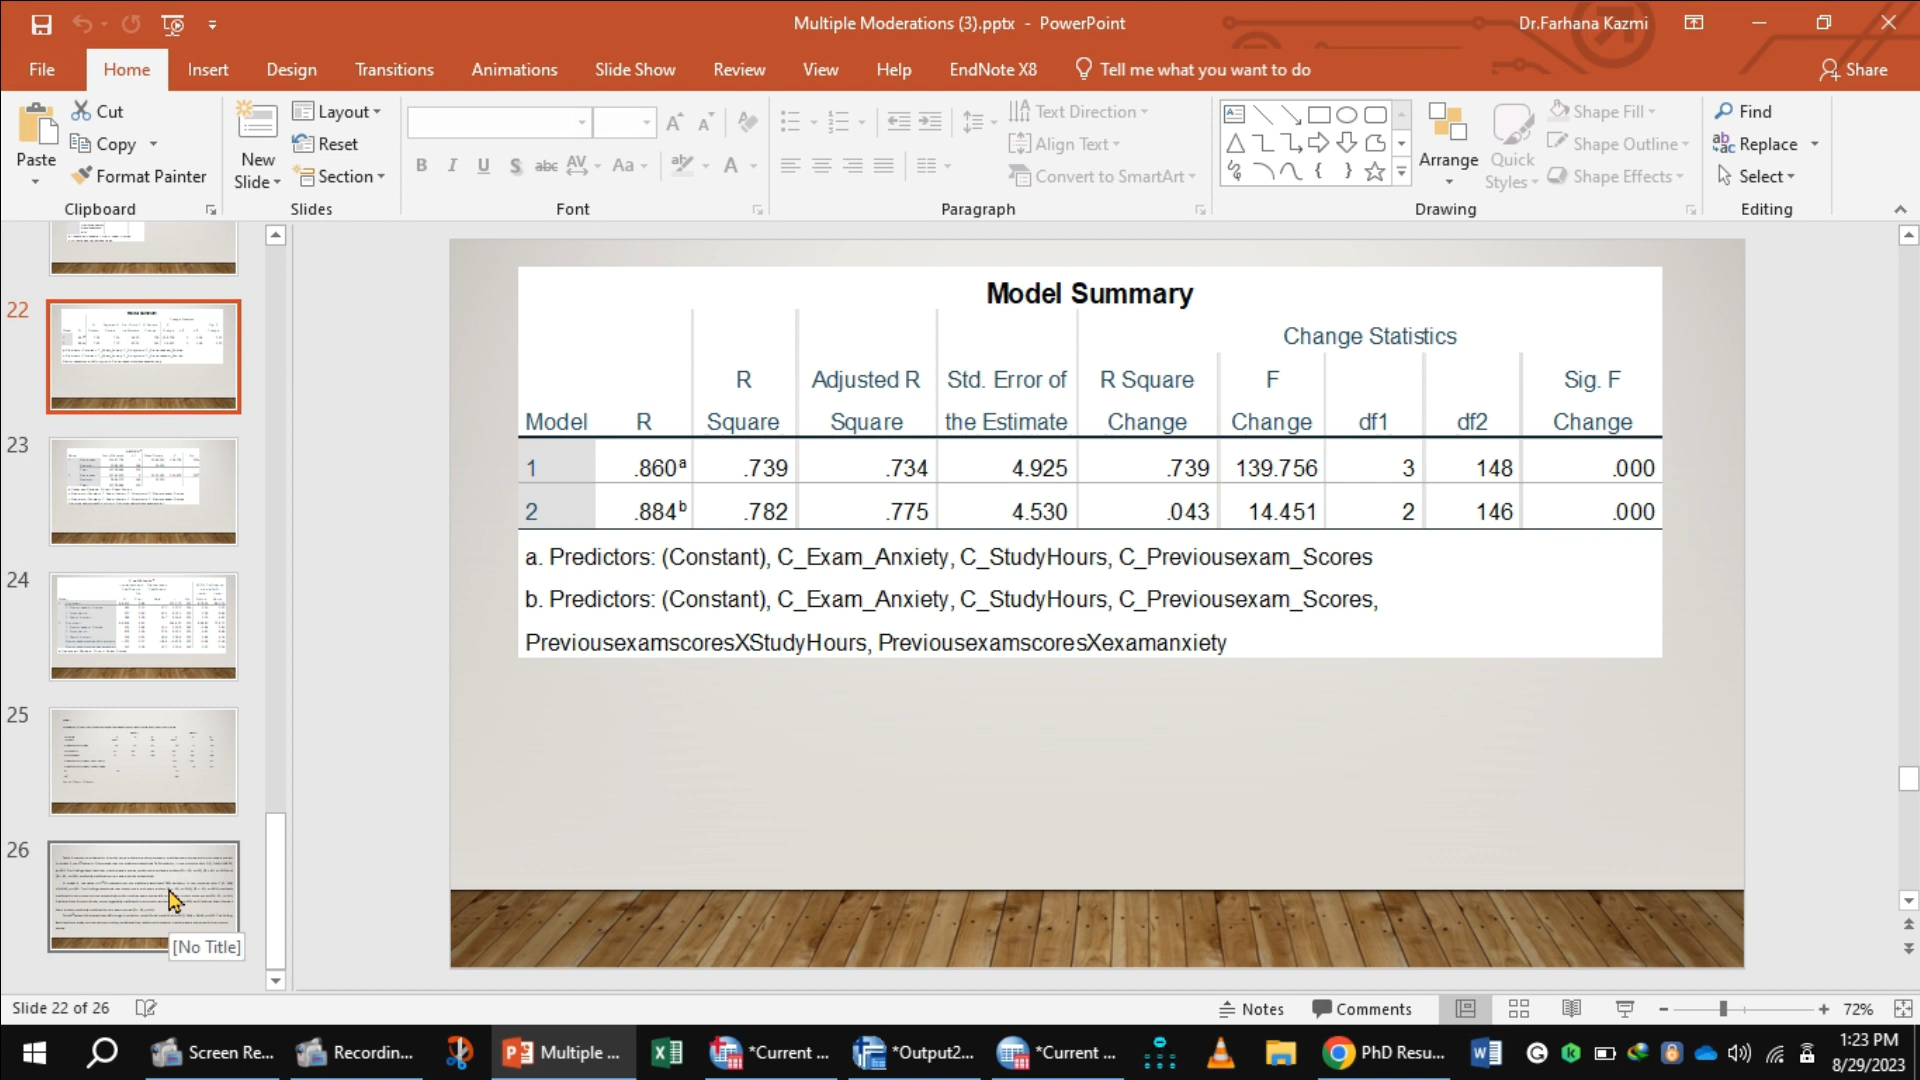 Multiple Moderations (3).pptx - PowerPoint
Dr.Farhana Kazmi
File Home Insert Design Transitions Animations Slide Show Review View Help EndNote X8 Tell me what you want to do Share
Paste
Cut
Copy
Format Painter
Clipboard
New Slide
Layout
Reset
Section
Slides
B I U S abc AV Aa A
Font
Text Direction
Align Text
Convert to SmartArt
Paragraph
Arrange
Quick Styles
Shape Fill
Shape Outline
Shape Effects
Drawing
Find
Replace
Select
Editing
22
23
24
25
26
[No Title]
Model Summary
Change Statistics
R Adjusted R Std. Error of R Square F Sig. F
Model R Square Square the Estimate Change Change df1 df2 Change
1 .860a .739 .734 4.925 .739 139.756 3 148 .000
2 .884b .782 .775 4.530 .043 14.451 2 146 .000
a. Predictors: (Constant), C_Exam_Anxiety, C_StudyHours, C_Previousexam_Scores
b. Predictors: (Constant), C_Exam_Anxiety, C_StudyHours, C_Previousexam_Scores,
PreviousexamscoresXStudyHours, PreviousexamscoresXexamanxiety
Slide 22 of 26
Notes Comments 72%
Screen Re... Recordin... Multiple ... *Current ... *Output2... *Current ... PhD Resu...
1:23 PM
8/29/2023